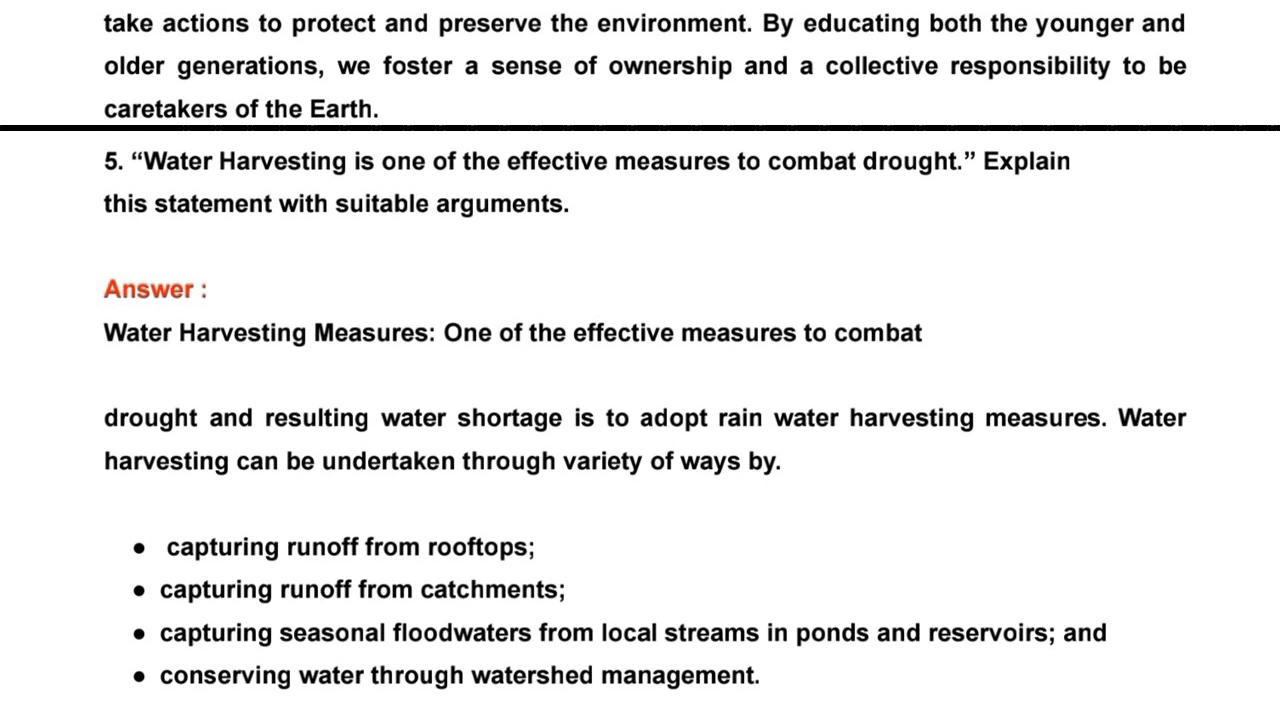 take actions to protect and preserve the environment. By educating both the younger and
older generations, we foster a sense of ownership and a collective responsibility to be
caretakers of the Earth.
5. “Water Harvesting is one of the effective measures to combat drought.” Explain
this statement with suitable arguments.
Answer :
Water Harvesting Measures: One of the effective measures to combat
drought and resulting water shortage is to adopt rain water harvesting measures. Water
harvesting can be undertaken through variety of ways by.
● capturing runoff from rooftops;
● capturing runoff from catchments;
● capturing seasonal floodwaters from local streams in ponds and reservoirs; and
● conserving water through watershed management.